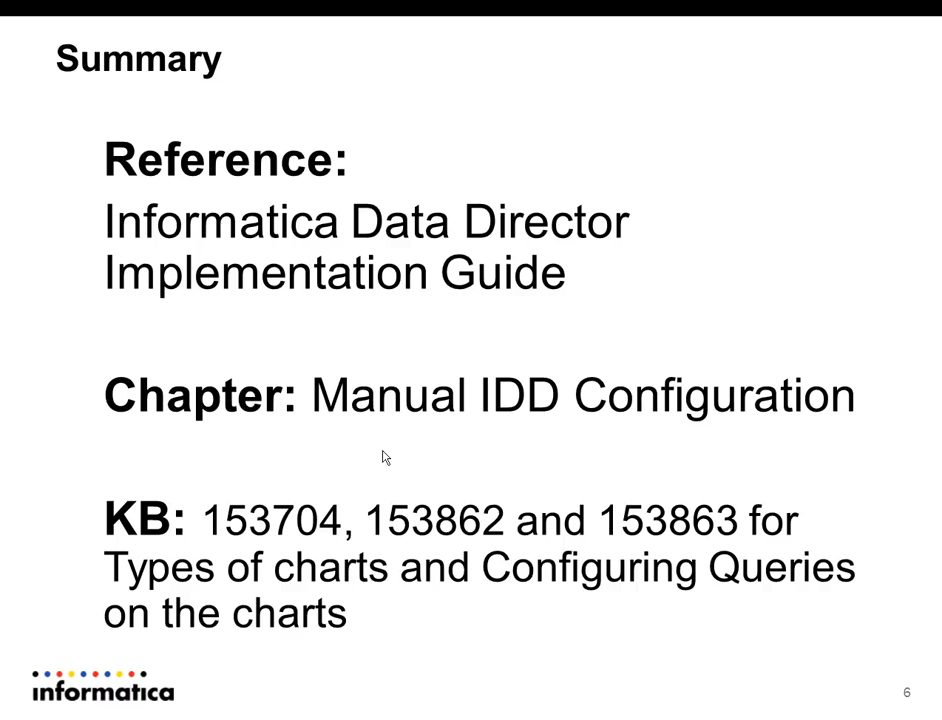 Summary
Reference:
Informatica Data Director
Implementation Guide
Chapter: Manual IDD Configuration
KB: 153704, 153862 and 153863 for
Types of charts and Configuring Queries
on the charts
informatica
6